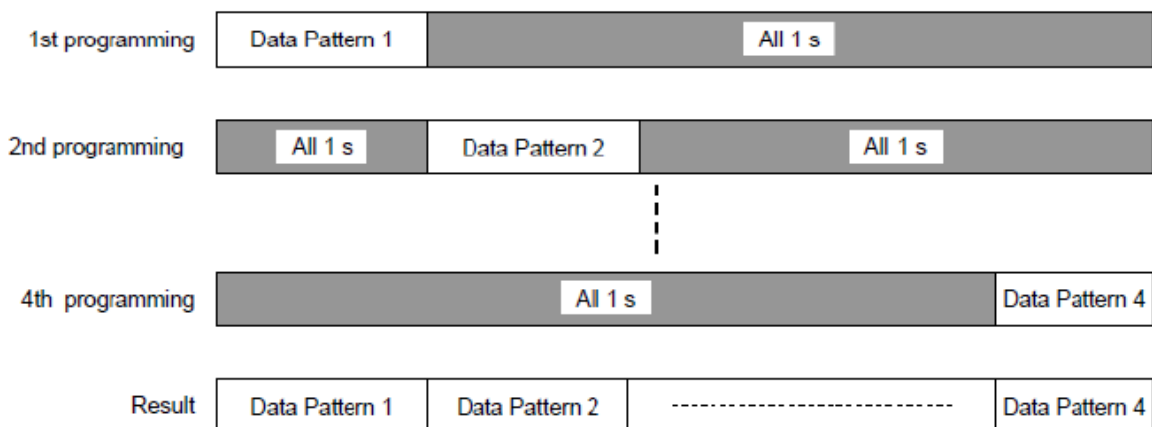 1st programming Data Pattern 1 All 1 s
2nd programming All 1 s Data Pattern 2 All 1 s
4th programming All 1 s Data Pattern 4
Result Data Pattern 1 Data Pattern 2 Data Pattern 4